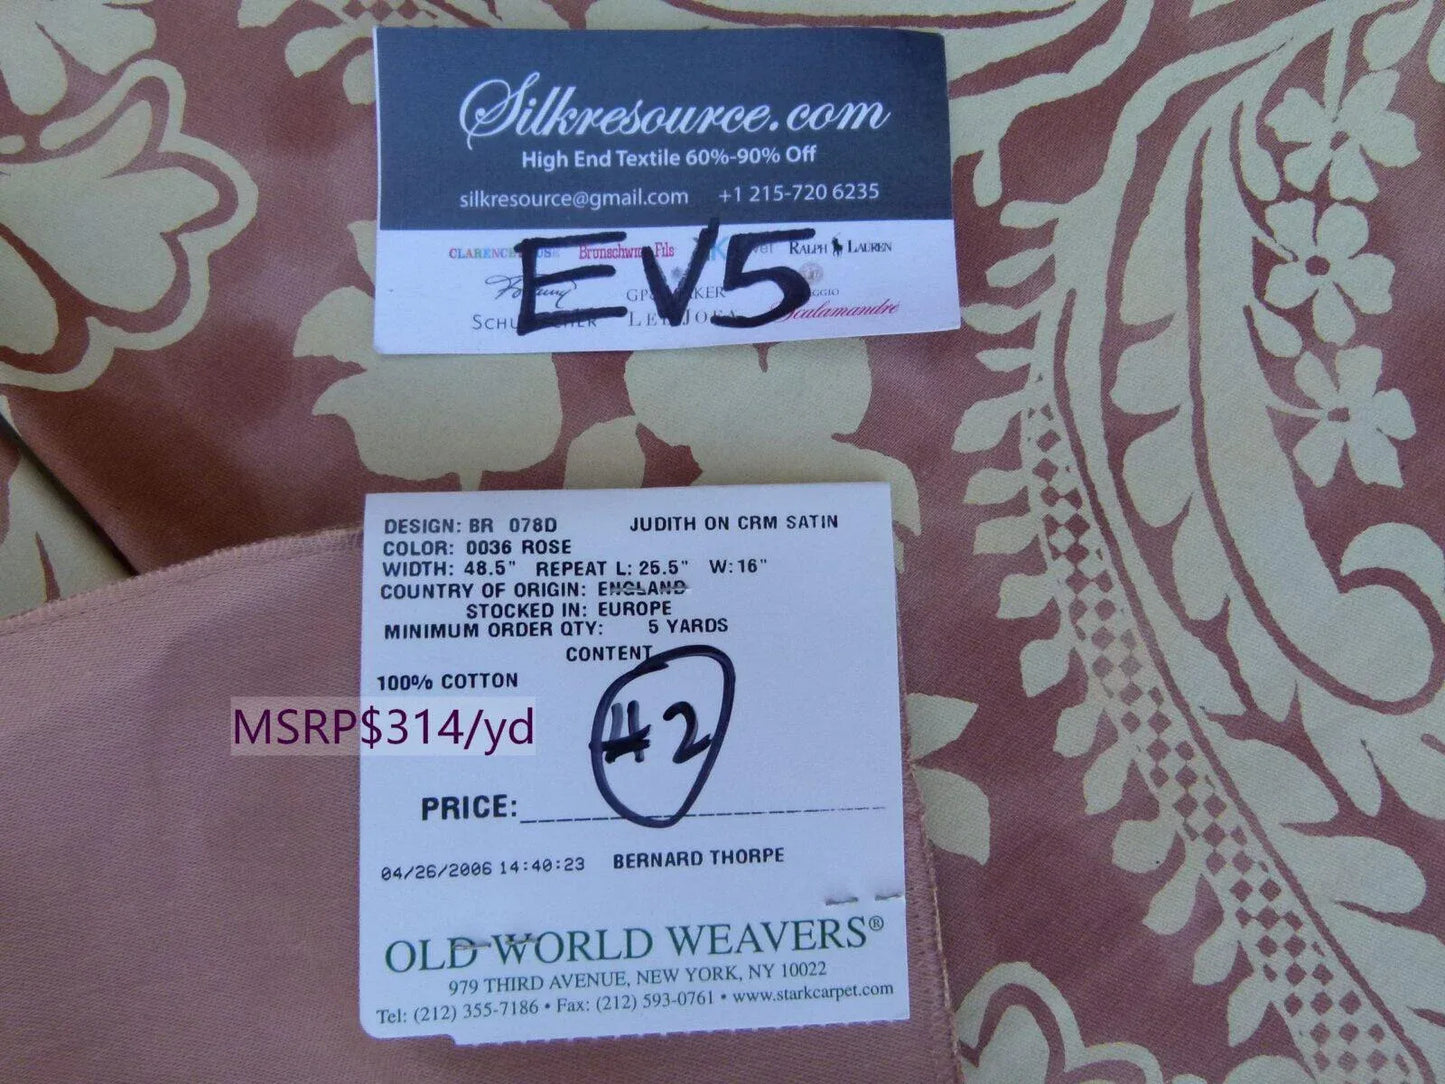 Silkresource.com
High End Textile 60%-90% Off
silkresource@gmail.com +1 215-720 6235
RALPH LAUREN
Scalamandré
EV5
DESIGN: BR 078D JUDITH ON CRM SATIN
COLOR: 0036 ROSE
WIDTH: 48.5" REPEAT L: 25.5" W: 16"
COUNTRY OF ORIGIN: ENGLAND
STOCKED IN: EUROPE
MINIMUM ORDER QTY: 5 YARDS
CONTENT
100% COTTON
#2
MSRP$314/yd
PRICE:
04/26/2006 14:40:23 BERNARD THORPE
OLD WORLD WEAVERS®
979 THIRD AVENUE, NEW YORK, NY 10022
Tel: (212) 355-7186 • Fax: (212) 593-0761 • www.starkcarpet.com